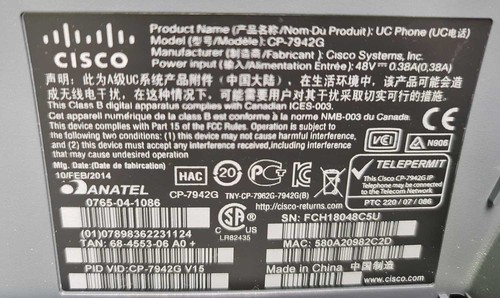 CISCO
Product Name(产品名称/Nom-Du Produit): UC Phone (UC电话)
Model(型号/Modèle): CP-7942G
Manufacturer(制造商/Fabricant): Cisco Systems, Inc.
Power input(输入/Alimentation Entrée): 48V⎓0.38A(0,38A)
声明: 此为A级UC系统产品附件(中国大陆), 在生活环境中, 该产品可能会造
成无线电干扰, 在这种情况下, 可能需要用户对其干扰采取切实可行的措施.
This Class B digital apparatus complies with Canadian ICES-003.
Cet appareil numérique de la class B est conforme à la norme NMB-003 du Canada
This device complies with Part 15 of the FCC Rules. Operation is subject to
the following two conditions: (1) this device may not cause harmful interference,
and (2) this device must accept any interference received, including
interference that may cause undesired operation.
Mfg. Date(制造日期/Date de fabrication):
10/FEB/2014
CE
VCI
N908
ANATEL
0765-04-1086
(01)07898362231124
HAC
7942G
20
TNY-CP-7962G-7942G(B)
http://cisco-returns.com
TELEPERMIT
This Cisco CP-7942G IP
Telephone may be connected
to the Telecom Network.
PTC 220 / 07 / 086
TAN: 68-4553-06 A0 +
PID VID:CP-7942G V15
LR82435
SN: FCH18048C5U
MAC: 580A20982C2D
Made in China 中国制造
www.cisco.com